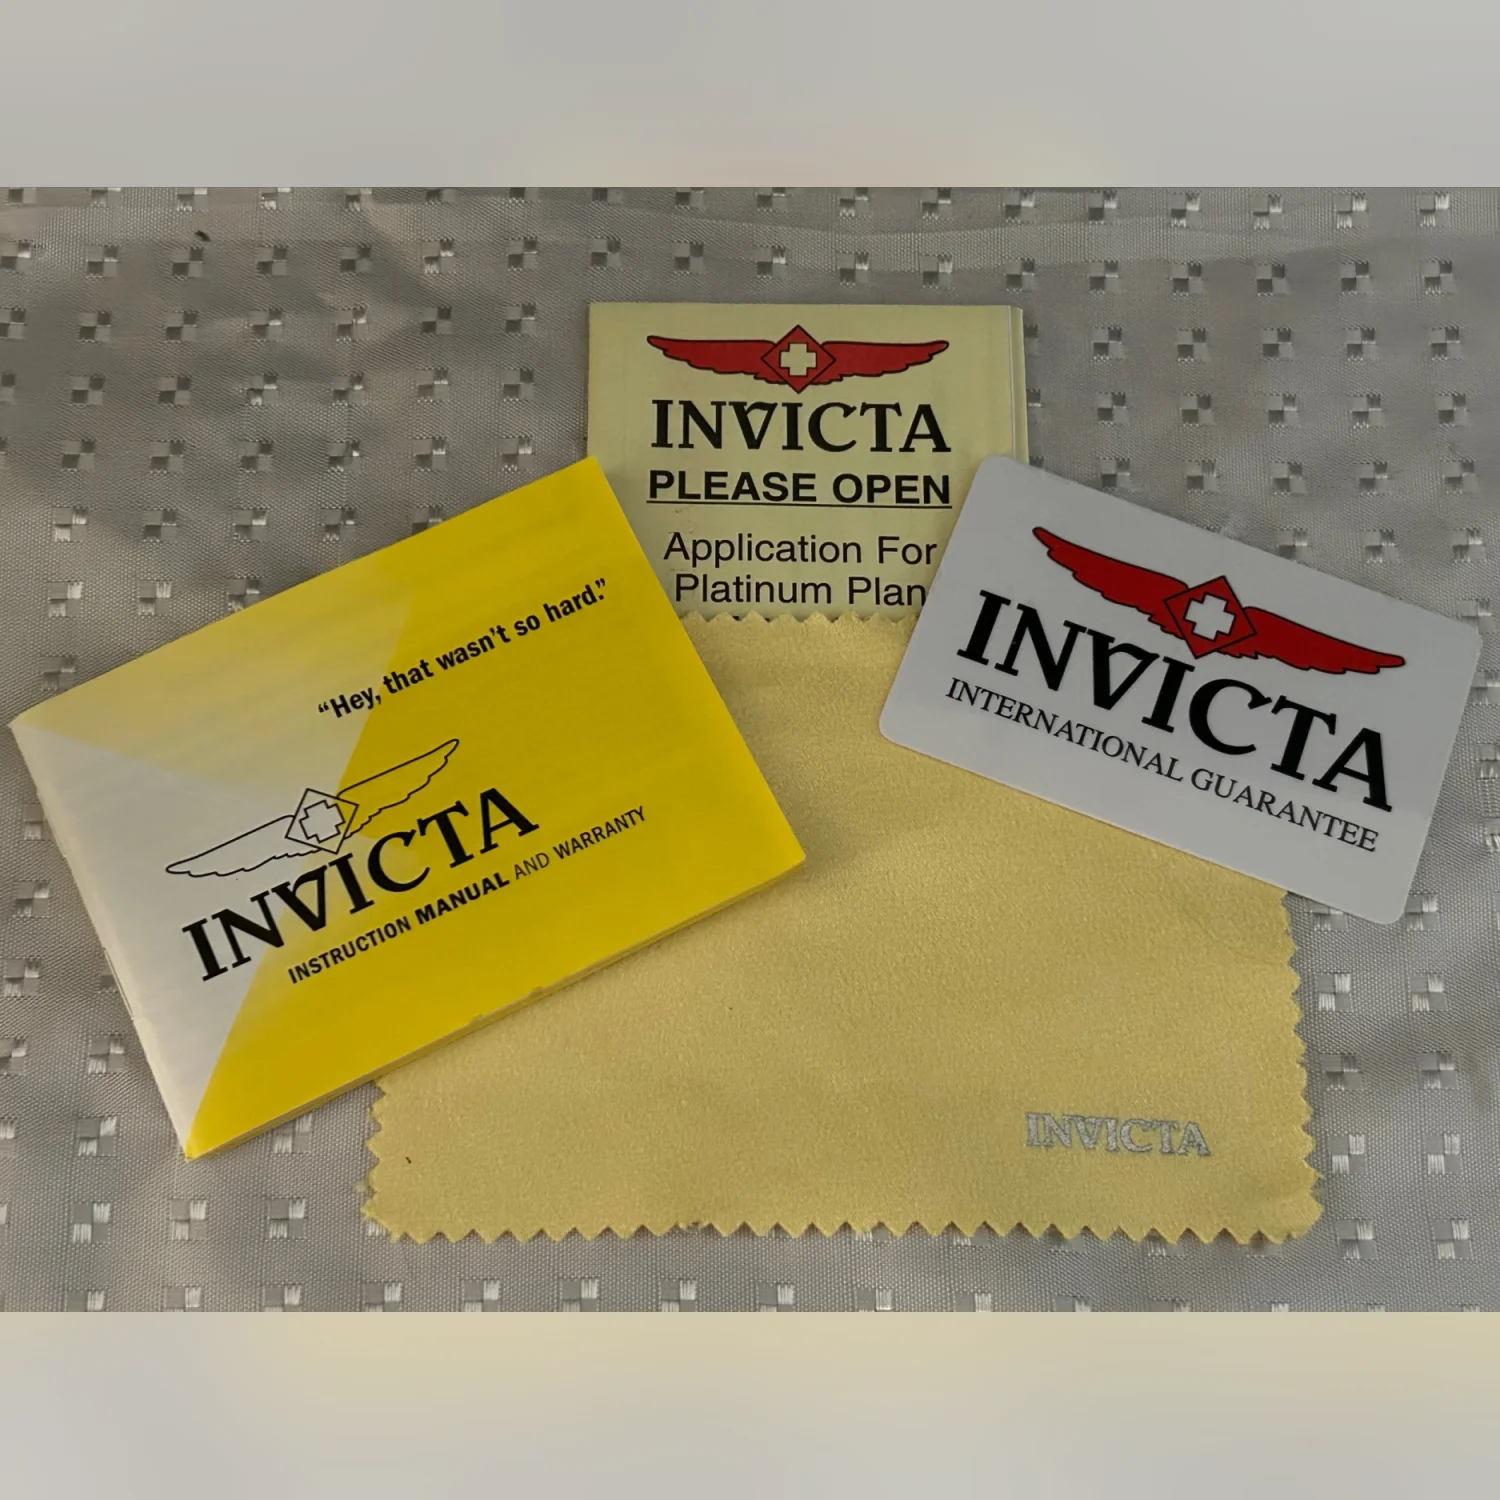 INVICTA
PLEASE OPEN
Application For
Platinum Plan
"Hey, that wasn't so hard."
INVICTA
INSTRUCTION MANUAL AND WARRANTY
INVICTA
INTERNATIONAL GUARANTEE
INVICTA